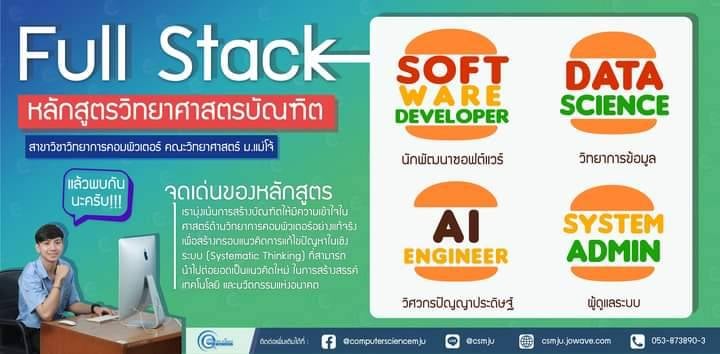 Full Stack
หลักสูตรวิทยาศาสตรบัณฑิต
สาขาวิชาวิทยาการคอมพิวเตอร์ คณะวิทยาศาสตร์ ม.แม่โจ้
แล้วพบกัน
นะครับ!!!
จุดเด่นของหลักสูตร
เรามุ่งเน้นการสร้างบัณฑิตให้มีความเข้าใจใน
ศาสตร์ด้านวิทยาการคอมพิวเตอร์อย่างแท้จริง
เพื่อสร้างกรอบแนวคิดการแก้ไขปัญหาในเชิง
ระบบ (Systematic Thinking) ที่สามารถ
นำไปต่อยอดเป็นแนวคิดใหม่ ในการสร้างสรรค์
เทคโนโลยี และนวัตกรรมแห่งอนาคต
SOFT
WARE
DEVELOPER
นักพัฒนาซอฟต์แวร์
DATA
SCIENCE
วิทยาการข้อมูล
AI
ENGINEER
วิศวกรปัญญาประดิษฐ์
SYSTEM
ADMIN
ผู้ดูแลระบบ
ติดต่อเพิ่มเติมได้ที่ :
@computersciencemju
@csmju
csmju.jowave.com
053-873890-3